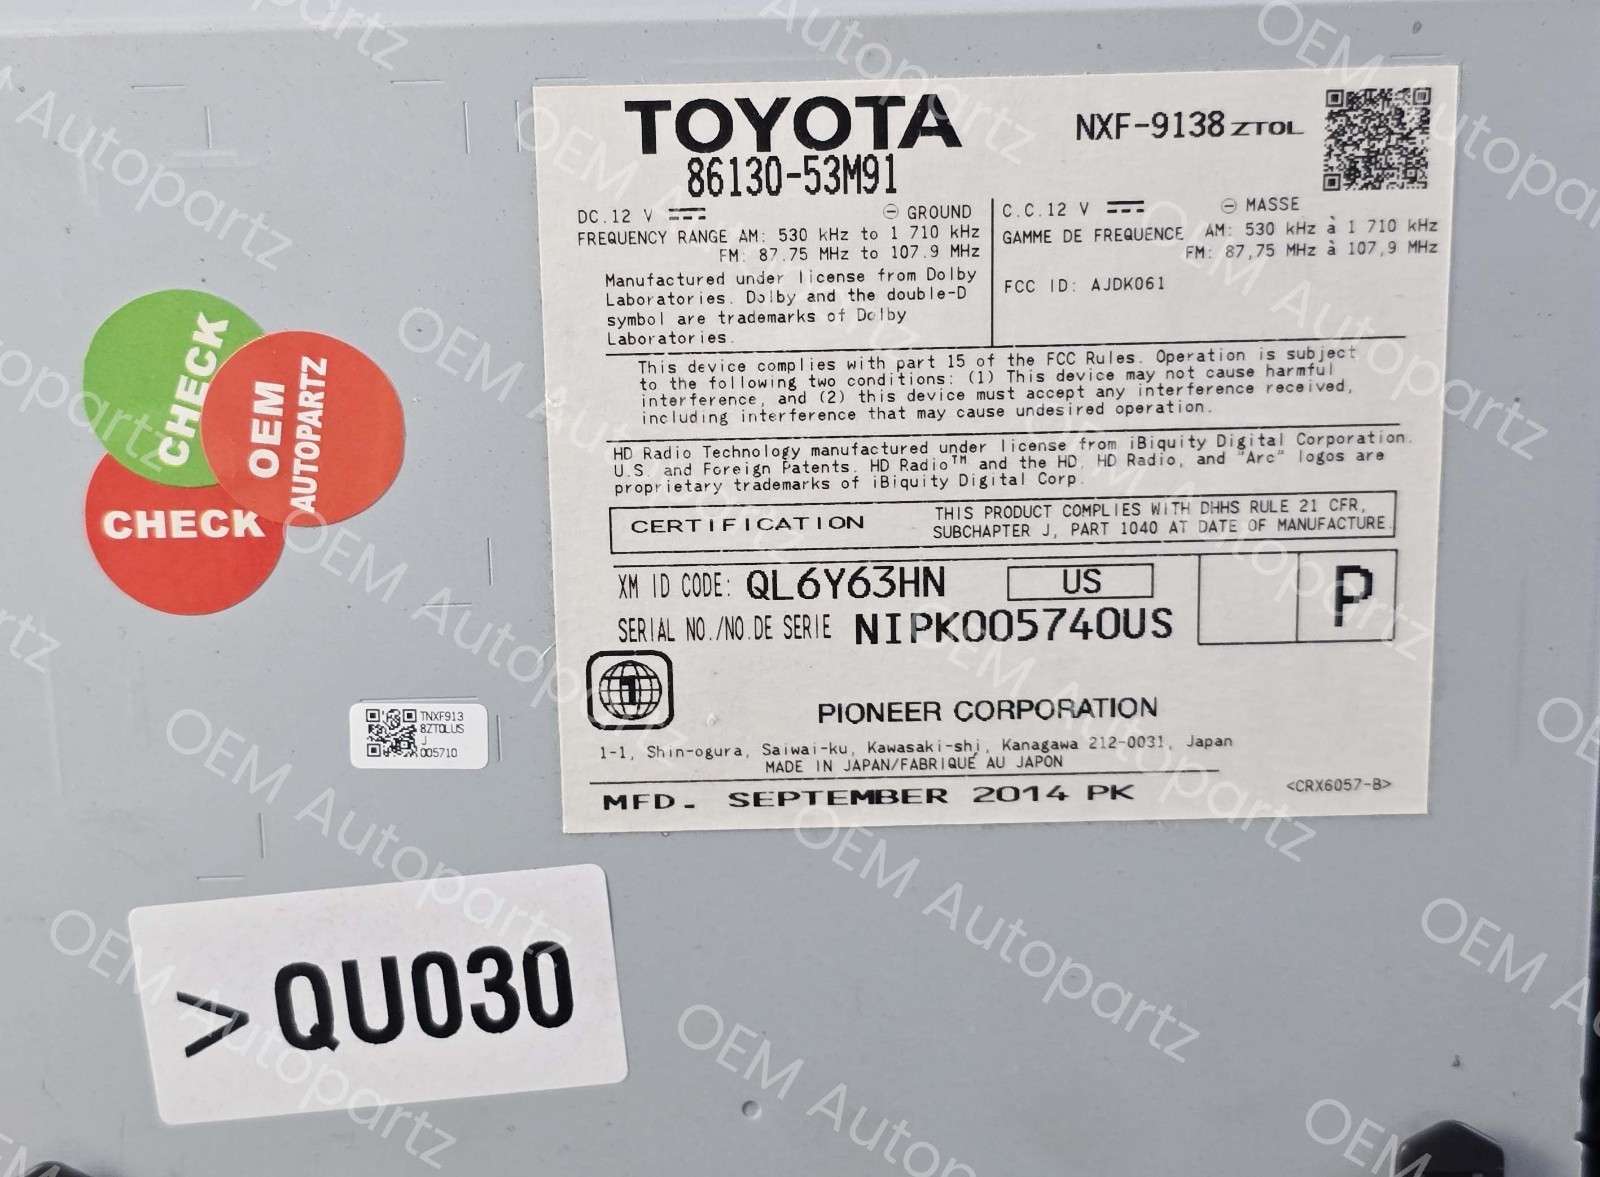 TOYOTA
NXF-9138 ZTOL
86130-53M91
DC.12 V ⊖ GROUND
FREQUENCY RANGE AM: 530 kHz to 1 710 kHz
FM: 87.75 MHz to 107.9 MHz
Manufactured under license from Dolby
Laboratories. Dolby and the double-D
symbol are trademarks of Dolby
Laboratories.
C.C.12 V ⊖ MASSE
GAMME DE FREQUENCE AM: 530 kHz à 1 710 kHz
FM: 87,75 MHz à 107,9 MHz
FCC ID: AJDK061
This device complies with part 15 of the FCC Rules. Operation is subject
to the following two conditions: (1) This device may not cause harmful
interference, and (2) this device must accept any interference received,
including interference that may cause undesired operation.
HD Radio Technology manufactured under license from iBiquity Digital Corporation.
U.S. and Foreign Patents. HD Radio™ and the HD, HD Radio, and "Arc" logos are
proprietary trademarks of iBiquity Digital Corp.
CERTIFICATION
THIS PRODUCT COMPLIES WITH DHHS RULE 21 CFR,
SUBCHAPTER J, PART 1040 AT DATE OF MANUFACTURE.
XM ID CODE: QL6Y63HN US
SERIAL NO./NO.DE SERIE NIPK005740US
P
1
PIONEER CORPORATION
1-1, Shin-ogura, Saiwai-ku, Kawasaki-shi, Kanagawa 212-0031, Japan
MADE IN JAPAN/FABRIQUÉ AU JAPON
MFD. SEPTEMBER 2014 PK
<CRX6057-B>
CHECK
OEM
AUTOPARTZ
CHECK
TNXF913
8ZTOLUS
J
005710
>QU030
OEM Autopartz